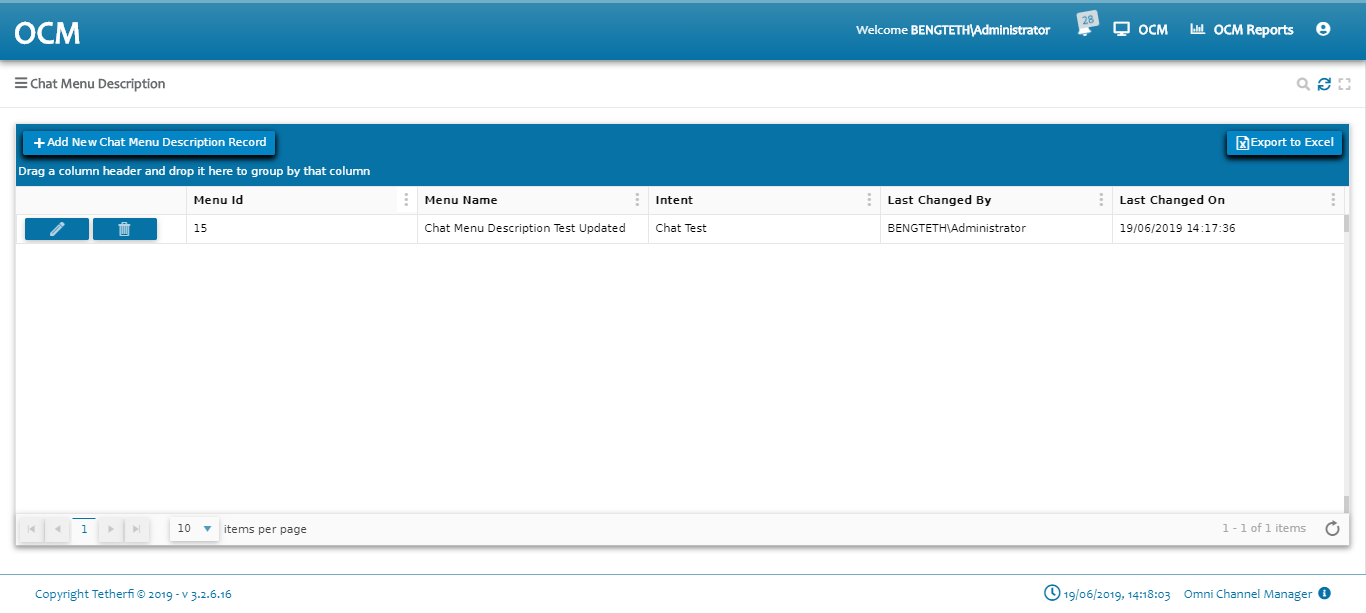 OCM
Welcome BENGTETH\Administrator
28
OCM
OCM Reports
Chat Menu Description
Add New Chat Menu Description Record
Export to Excel
Drag a column header and drop it here to group by that column
Menu Id Menu Name Intent Last Changed By Last Changed On
15 Chat Menu Description Test Updated Chat Test BENGTETH\Administrator 19/06/2019 14:17:36
1 10 items per page 1 - 1 of 1 items
Copyright Tetherfi © 2019 - v 3.2.6.16 19/06/2019, 14:18:03 Omni Channel Manager